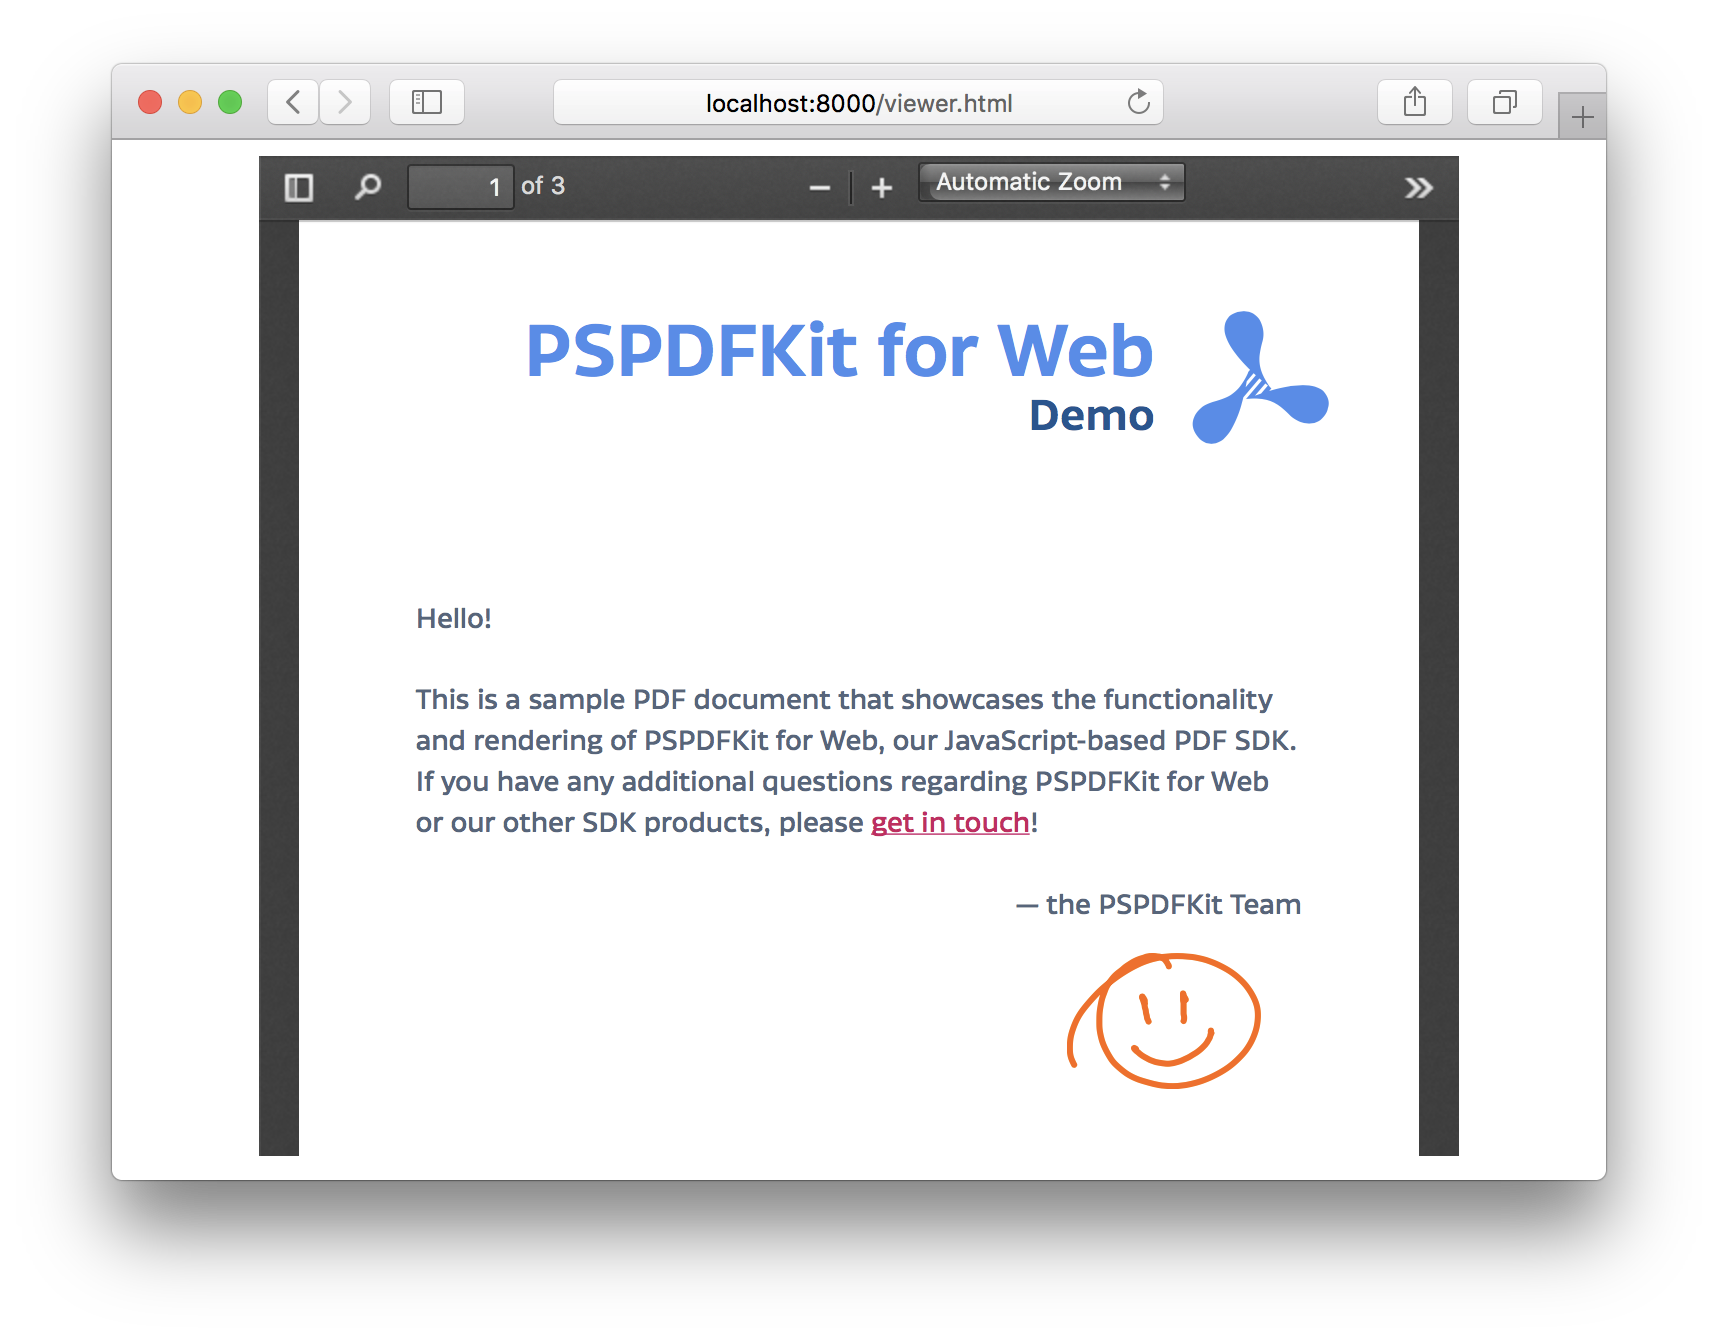 localhost:8000/viewer.html
1 of 3 Automatic Zoom
PSPDFKit for Web
Demo
Hello!
This is a sample PDF document that showcases the functionality
and rendering of PSPDFKit for Web, our JavaScript-based PDF SDK.
If you have any additional questions regarding PSPDFKit for Web
or our other SDK products, please get in touch!
— the PSPDFKit Team